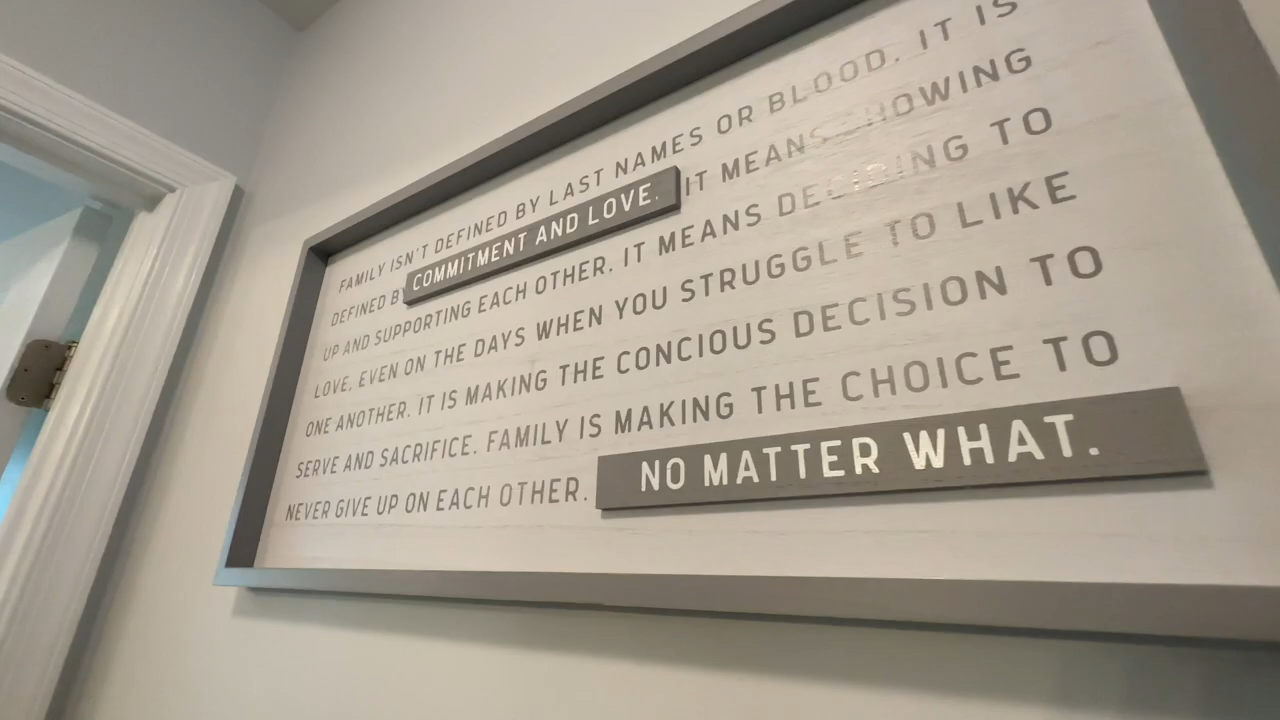 FAMILY ISN'T DEFINED BY LAST NAMES OR BLOOD. IT IS
DEFINED BY COMMITMENT AND LOVE. IT MEANS SHOWING
UP AND SUPPORTING EACH OTHER. IT MEANS DECIDING TO
LOVE, EVEN ON THE DAYS WHEN YOU STRUGGLE TO LIKE
ONE ANOTHER. IT IS MAKING THE CONCIOUS DECISION TO
SERVE AND SACRIFICE. FAMILY IS MAKING THE CHOICE TO
NEVER GIVE UP ON EACH OTHER. NO MATTER WHAT.